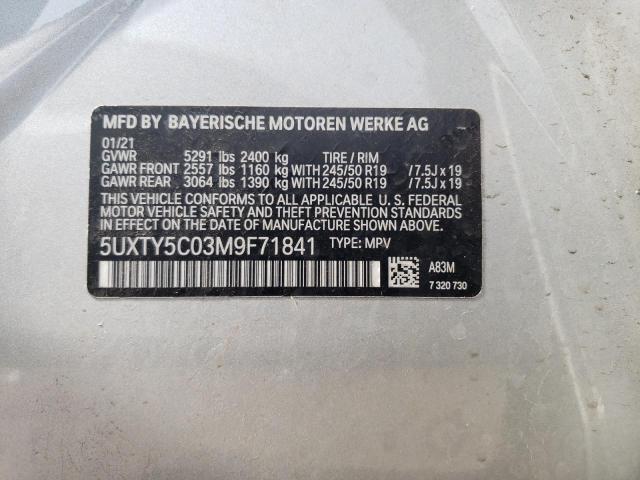 MFD BY BAYERISCHE MOTOREN WERKE AG
01/21
GVWR 5291 lbs 2400 kg TIRE / RIM
GAWR FRONT 2557 lbs 1160 kg WITH 245/50 R19 /7.5J x 19
GAWR REAR 3064 lbs 1390 kg WITH 245/50 R19 /7.5J x 19
THIS VEHICLE CONFORMS TO ALL APPLICABLE U. S. FEDERAL
MOTOR VEHICLE SAFETY AND THEFT PREVENTION STANDARDS
IN EFFECT ON THE DATE OF MANUFACTURE SHOWN ABOVE.
5UXTY5C03M9F71841 TYPE: MPV
A83M
7 320 730